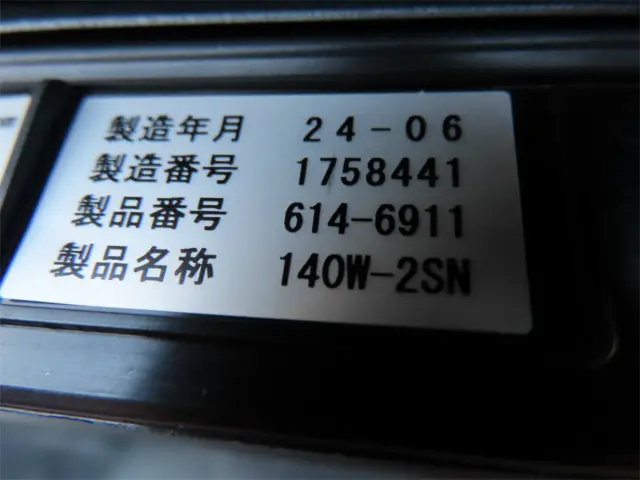 製造年月 24-06
製造番号 1758441
製品番号 614-6911
製品名称 140W-2SN